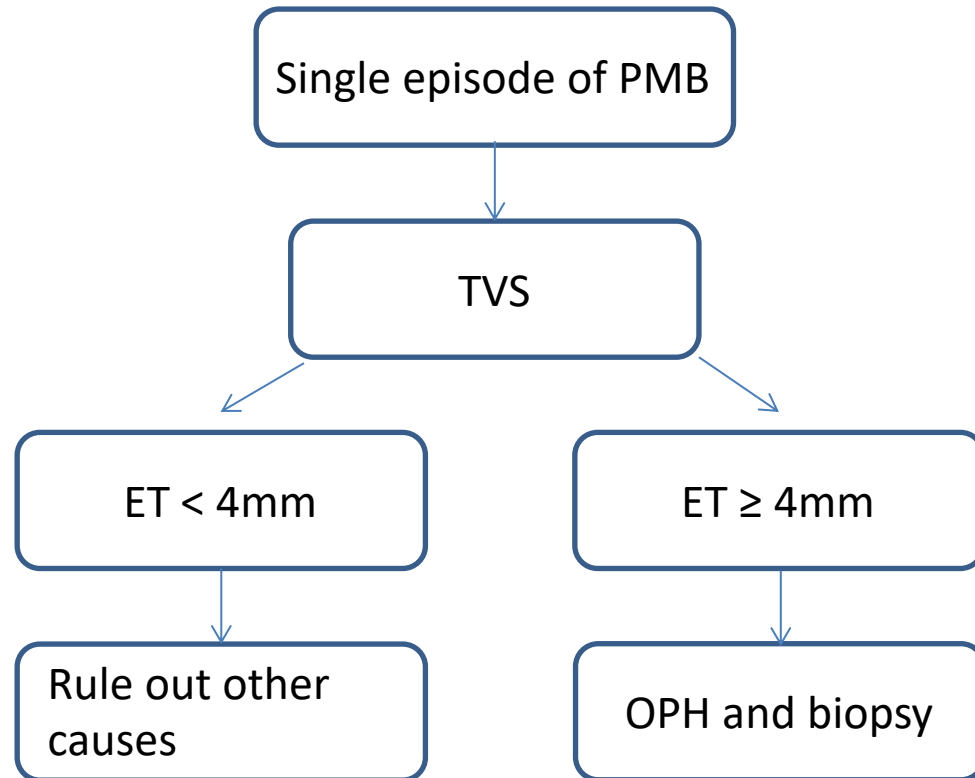 Single episode of PMB
TVS
ET < 4mm
ET ≥ 4mm
Rule out other
causes
OPH and biopsy